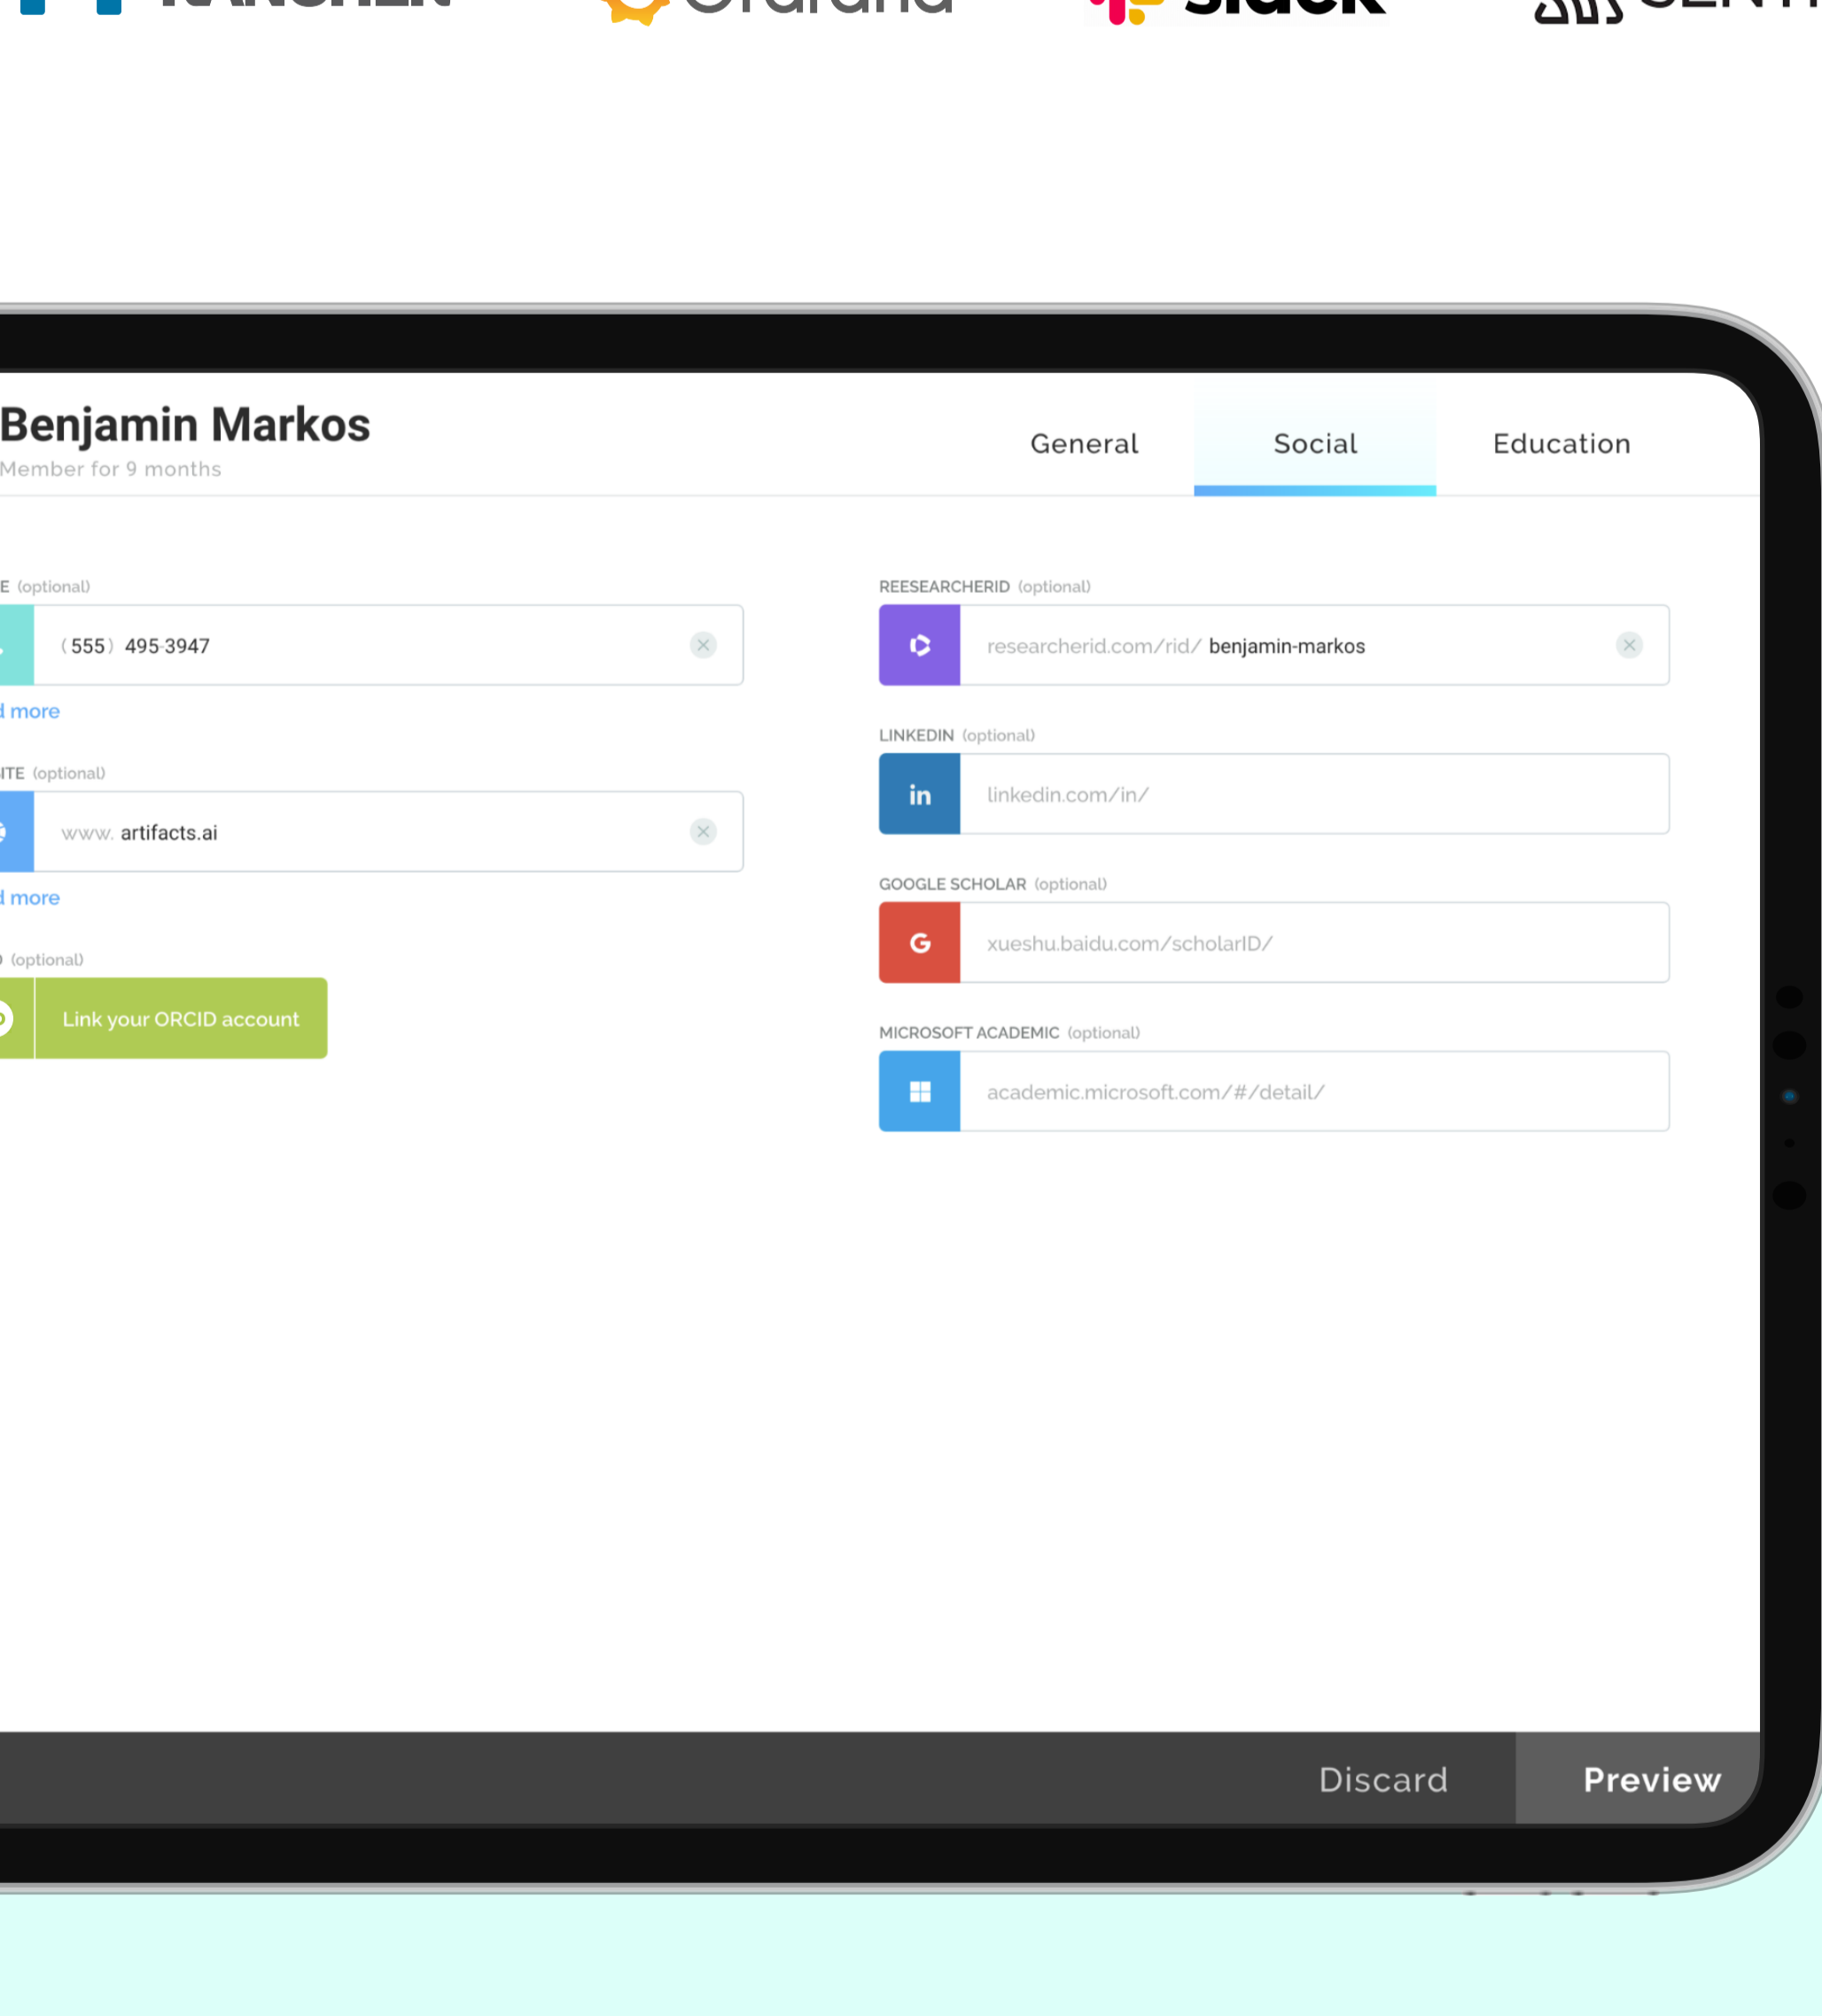 slack
Benjamin Markos
Member for 9 months
General
Social
Education
(optional)
(555) 495-3947
more
(optional)
www. artifacts.ai
more
(optional)
Link your ORCID account
REESEARCHERID (optional)
researcherid.com/rid/ benjamin-markos
LINKEDIN (optional)
in
linkedin.com/in/
GOOGLE SCHOLAR (optional)
G
xueshu.baidu.com/scholarID/
MICROSOFT ACADEMIC (optional)
academic.microsoft.com/#/detail/
Discard
Preview